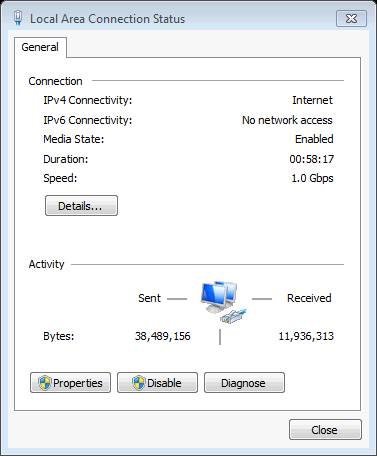 Local Area Connection Status
General
Connection
IPv4 Connectivity: Internet
IPv6 Connectivity: No network access
Media State: Enabled
Duration: 00:58:17
Speed: 1.0 Gbps
Details...
Activity
Sent Received
Bytes: 38,489,156 11,936,313
Properties Disable Diagnose
Close